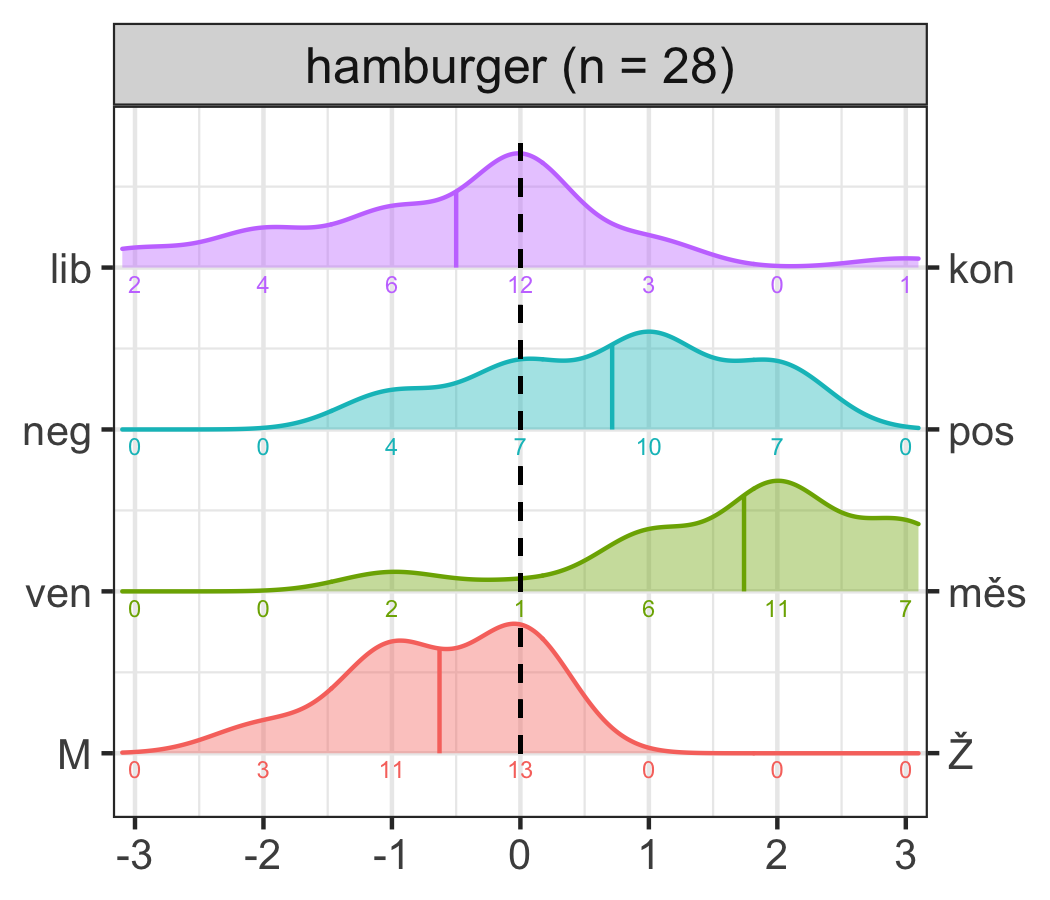 hamburger (n = 28)
lib kon
2 4 6 12 3 0 1
neg pos
0 0 4 7 10 7 0
ven měs
0 0 2 1 6 11 7
M Ž
0 3 11 13 0 0 0
-3 -2 -1 0 1 2 3